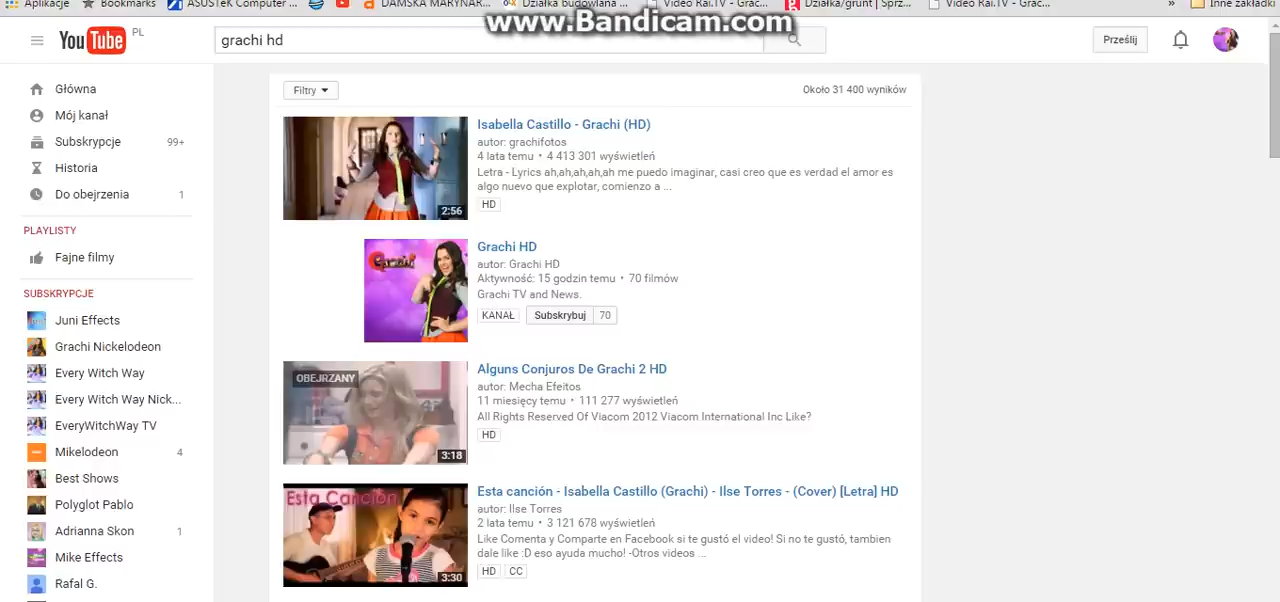 Aplikacje Bookmarks ASUSTeK Computer ... DAMSKA MARYNAR... Działka budowlana ... Video Rai.TV - Grac... Działka/grunt | Sprz... Video Rai.TV - Grac... » Inne zakładki
www.Bandicam.com
YouTube PL
grachi hd
Prześlij
Główna
Mój kanał
Subskrypcje 99+
Historia
Do obejrzenia 1
PLAYLISTY
Fajne filmy
SUBSKRYPCJE
Juni Effects
Grachi Nickelodeon
Every Witch Way
Every Witch Way Nick...
EveryWitchWay TV
Mikelodeon 4
Best Shows
Polyglot Pablo
Adrianna Skon 1
Mike Effects
Rafal G.
Filtry
Około 31 400 wyników
2:56
Isabella Castillo - Grachi (HD)
autor: grachifotos
4 lata temu • 4 413 301 wyświetleń
Letra - Lyrics ah,ah,ah,ah,ah me puedo imaginar, casi creo que es verdad el amor es
algo nuevo que explotar, comienzo a ...
HD
Grachi
Grachi HD
autor: Grachi HD
Aktywność: 15 godzin temu • 70 filmów
Grachi TV and News.
KANAŁ Subskrybuj 70
OBEJRZANY
3:18
Alguns Conjuros De Grachi 2 HD
autor: Mecha Efeitos
11 miesięcy temu • 111 277 wyświetleń
All Rights Reserved Of Viacom 2012 Viacom International Inc Like?
HD
Esta Canción
3:30
Esta canción - Isabella Castillo (Grachi) - Ilse Torres - (Cover) [Letra] HD
autor: Ilse Torres
2 lata temu • 3 121 678 wyświetleń
Like Comenta y Comparte en Facebook si te gustó el video! Si no te gustó, tambien
dale like :D eso ayuda mucho! -Otros videos ...
HD CC